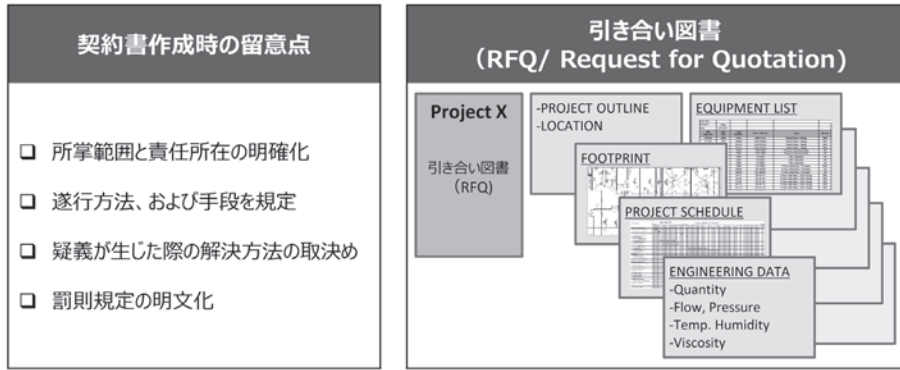 契約書作成時の留意点
所掌範囲と責任所在の明確化
遂行方法、および手段を規定
疑義が生じた際の解決方法の取決め
罰則規定の明文化
引き合い図書
（RFQ/ Request for Quotation)
Project X
引き合い図書
（RFQ)
-PROJECT OUTLINE
-LOCATION
EQUIPMENT LIST
FOOTPRINT
PROJECT SCHEDULE
ENGINEERING DATA
-Quantity
-Flow, Pressure
-Temp. Humidity
-Viscosity